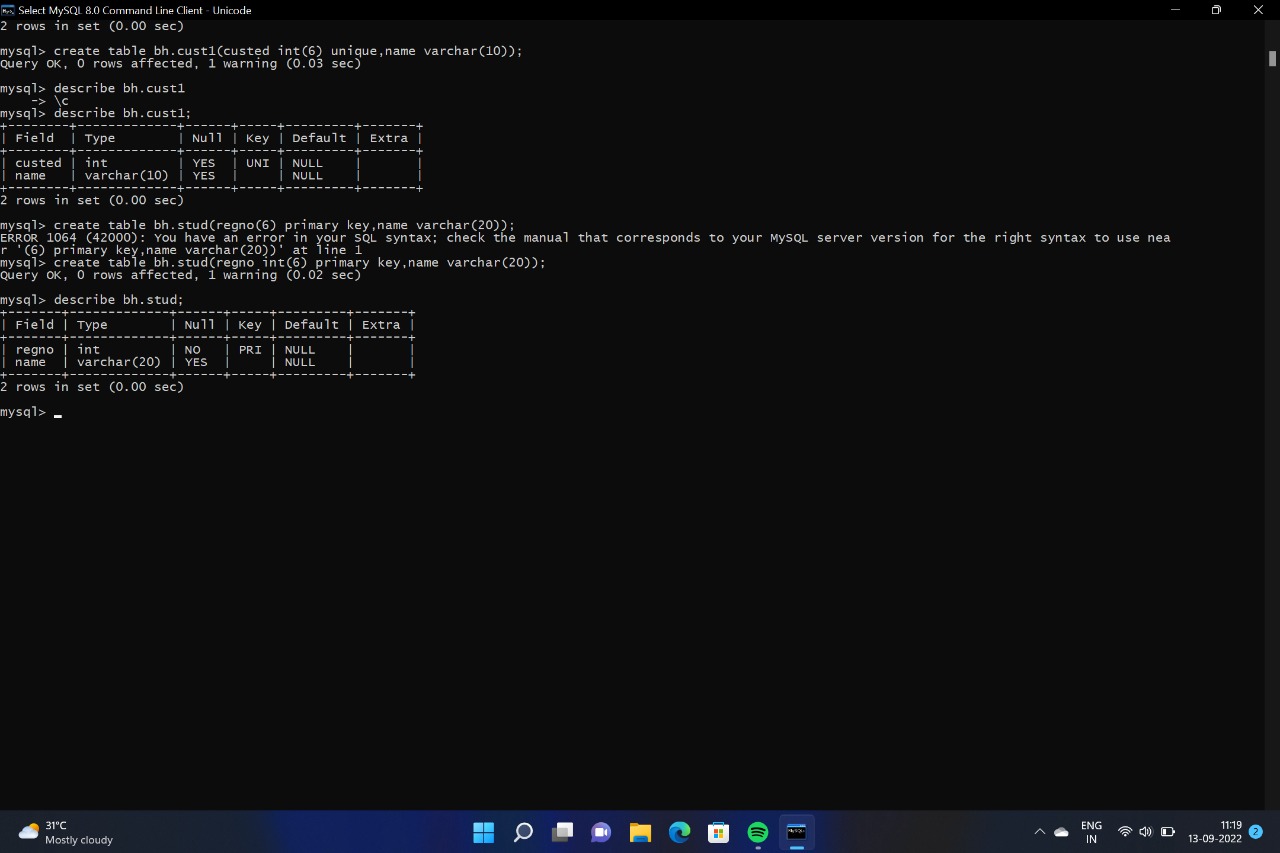 Select MySQL 8.0 Command Line Client - Unicode
2 rows in set (0.00 sec)
mysql> create table bh.cust1(custed int(6) unique,name varchar(10));
Query OK, 0 rows affected, 1 warning (0.03 sec)
mysql> describe bh.cust1
    -> \c
mysql> describe bh.cust1;
+--------+-------------+------+-----+---------+-------+
| Field  | Type        | Null | Key | Default | Extra |
+--------+-------------+------+-----+---------+-------+
| custed | int         | YES  | UNI | NULL    |       |
| name   | varchar(10) | YES  |     | NULL    |       |
+--------+-------------+------+-----+---------+-------+
2 rows in set (0.00 sec)
mysql> create table bh.stud(regno(6) primary key,name varchar(20));
ERROR 1064 (42000): You have an error in your SQL syntax; check the manual that corresponds to your MySQL server version for the right syntax to use nea
r '(6) primary key,name varchar(20))' at line 1
mysql> create table bh.stud(regno int(6) primary key,name varchar(20));
Query OK, 0 rows affected, 1 warning (0.02 sec)
mysql> describe bh.stud;
+-------+-------------+------+-----+---------+-------+
| Field | Type        | Null | Key | Default | Extra |
+-------+-------------+------+-----+---------+-------+
| regno | int         | NO   | PRI | NULL    |       |
| name  | varchar(20) | YES  |     | NULL    |       |
+-------+-------------+------+-----+---------+-------+
2 rows in set (0.00 sec)
mysql> _
31°C
Mostly cloudy
ENG
IN
11:19
13-09-2022
2